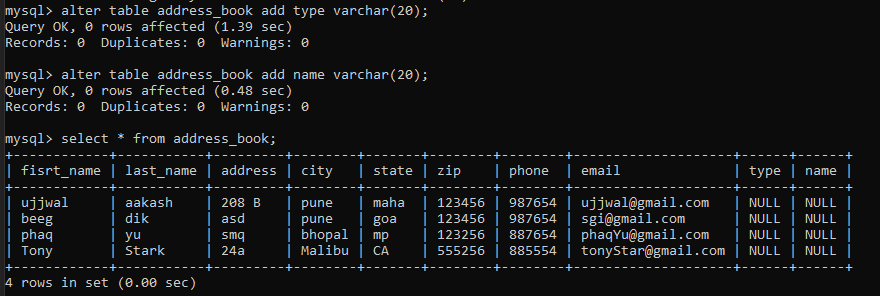 mysql> alter table address_book add type varchar(20);
Query OK, 0 rows affected (1.39 sec)
Records: 0  Duplicates: 0  Warnings: 0

mysql> alter table address_book add name varchar(20);
Query OK, 0 rows affected (0.48 sec)
Records: 0  Duplicates: 0  Warnings: 0

mysql> select * from address_book;
+------------+-----------+---------+--------+-------+--------+--------+--------------------+------+------+
| fisrt_name | last_name | address | city   | state | zip    | phone  | email              | type | name |
+------------+-----------+---------+--------+-------+--------+--------+--------------------+------+------+
| ujjwal     | aakash    | 208 B   | pune   | maha  | 123456 | 987654 | ujjwal@gmail.com   | NULL | NULL |
| beeg       | dik       | asd     | pune   | goa   | 123456 | 987654 | sgi@gmail.com      | NULL | NULL |
| phaq       | yu        | smq     | bhopal | mp    | 123256 | 887654 | phaqYu@gmail.com   | NULL | NULL |
| Tony       | Stark     | 24a     | Malibu | CA    | 555256 | 885554 | tonyStar@gmail.com | NULL | NULL |
+------------+-----------+---------+--------+-------+--------+--------+--------------------+------+------+
4 rows in set (0.00 sec)